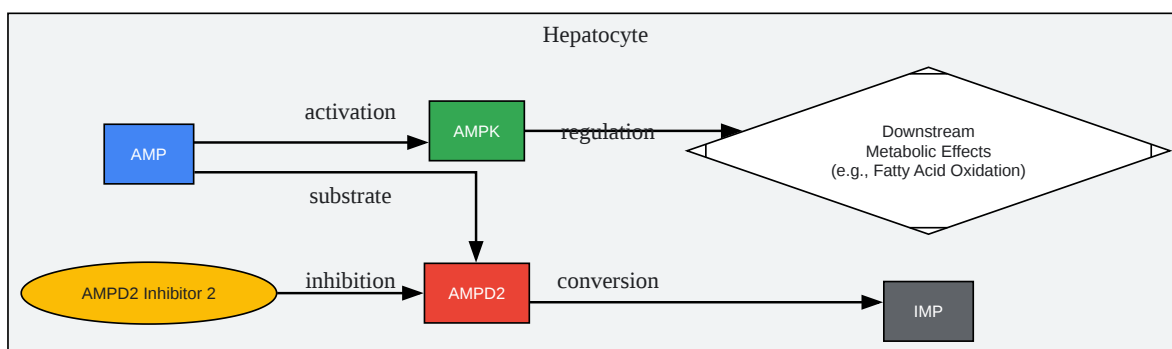 Hepatocyte
activation
AMP
AMPK
regulation
Downstream
Metabolic Effects
(e.g., Fatty Acid Oxidation)
substrate
AMPD2 Inhibitor 2
inhibition
AMPD2
conversion
IMP